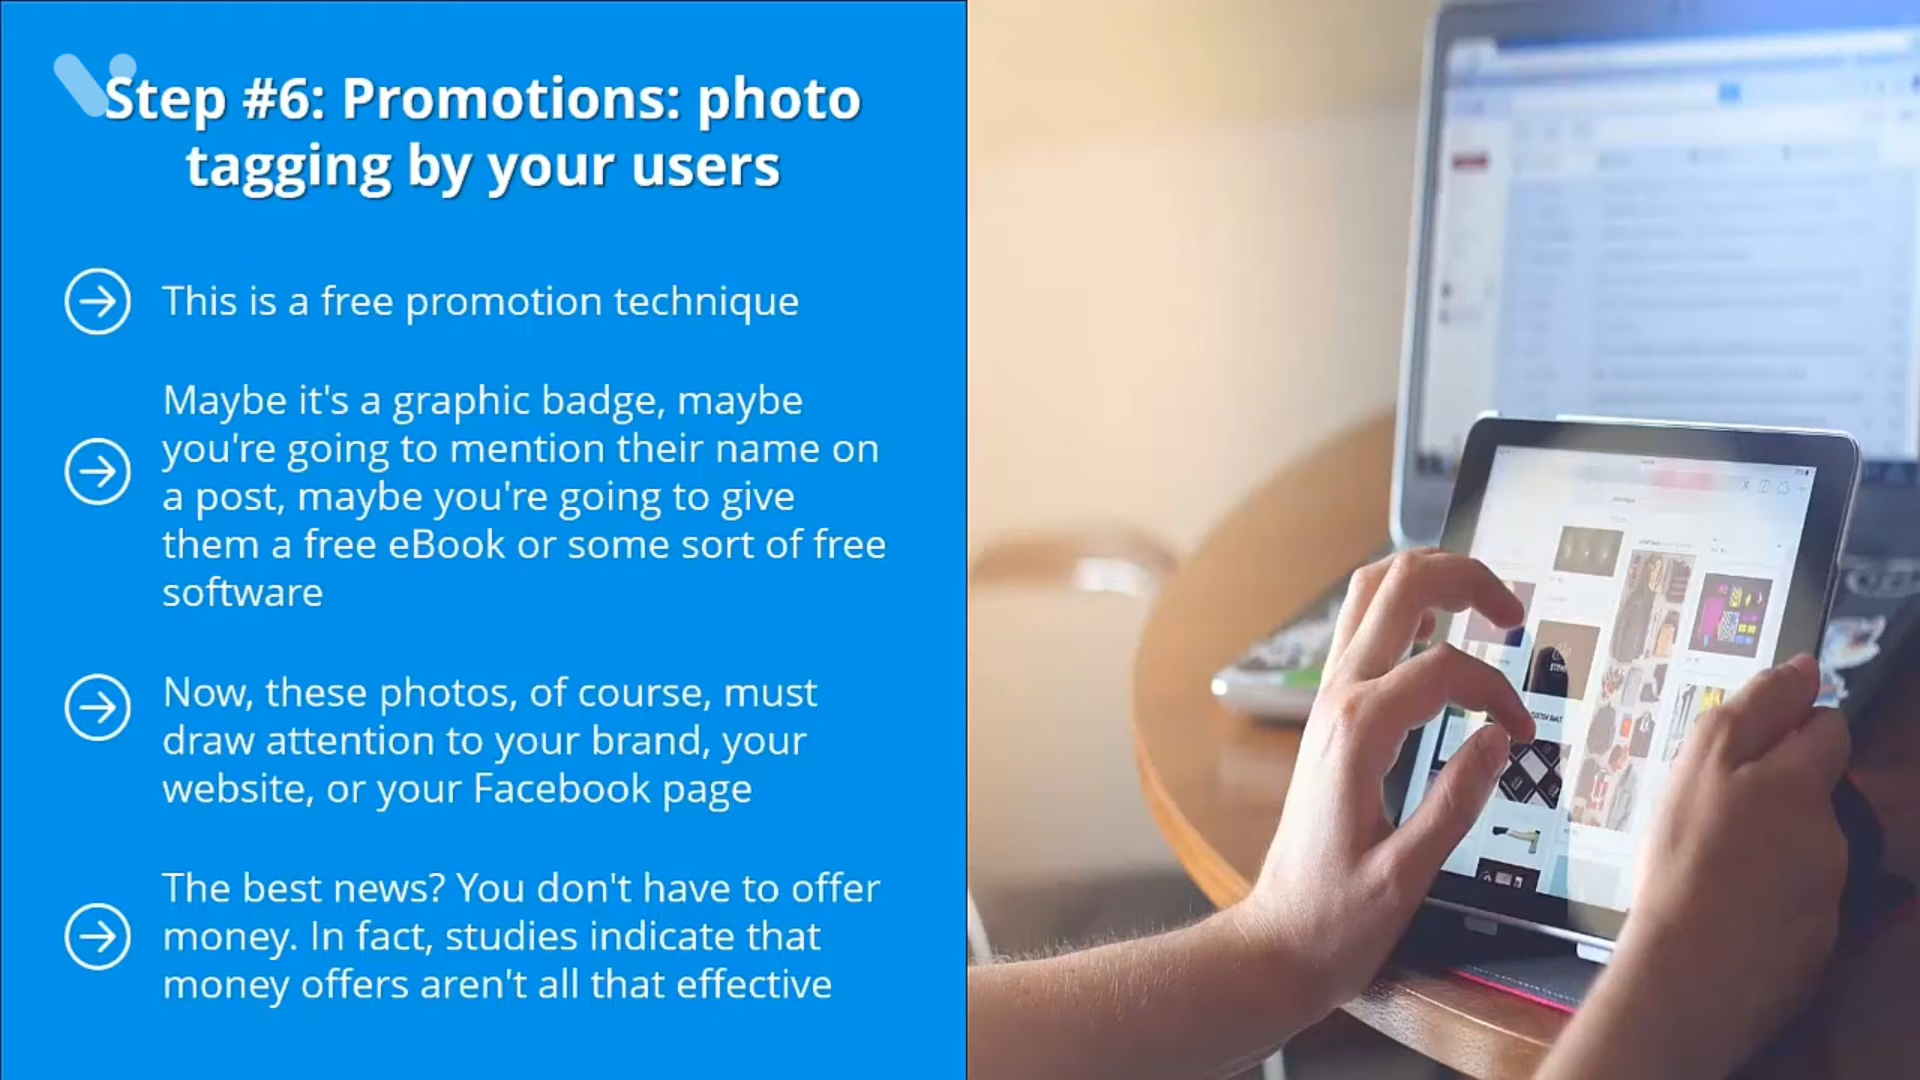 Step #6: Promotions: photo
tagging by your users
This is a free promotion technique
Maybe it's a graphic badge, maybe
you're going to mention their name on
a post, maybe you're going to give
them a free eBook or some sort of free
software
Now, these photos, of course, must
draw attention to your brand, your
website, or your Facebook page
The best news? You don't have to offer
money. In fact, studies indicate that
money offers aren't all that effective